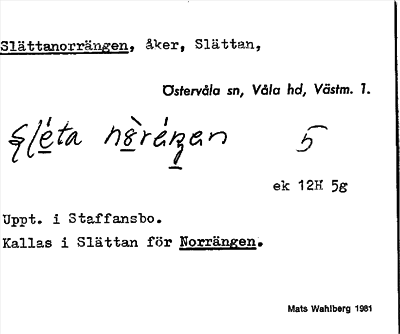 Slättanorrängen, åker, Slättan,
Östervåla sn, Våla hd, Västm. l.
5
ek 12H 5g
Uppt. i Staffansbo.
Kallas i Slättan för Norrängen.
Mats Wahlberg 1981